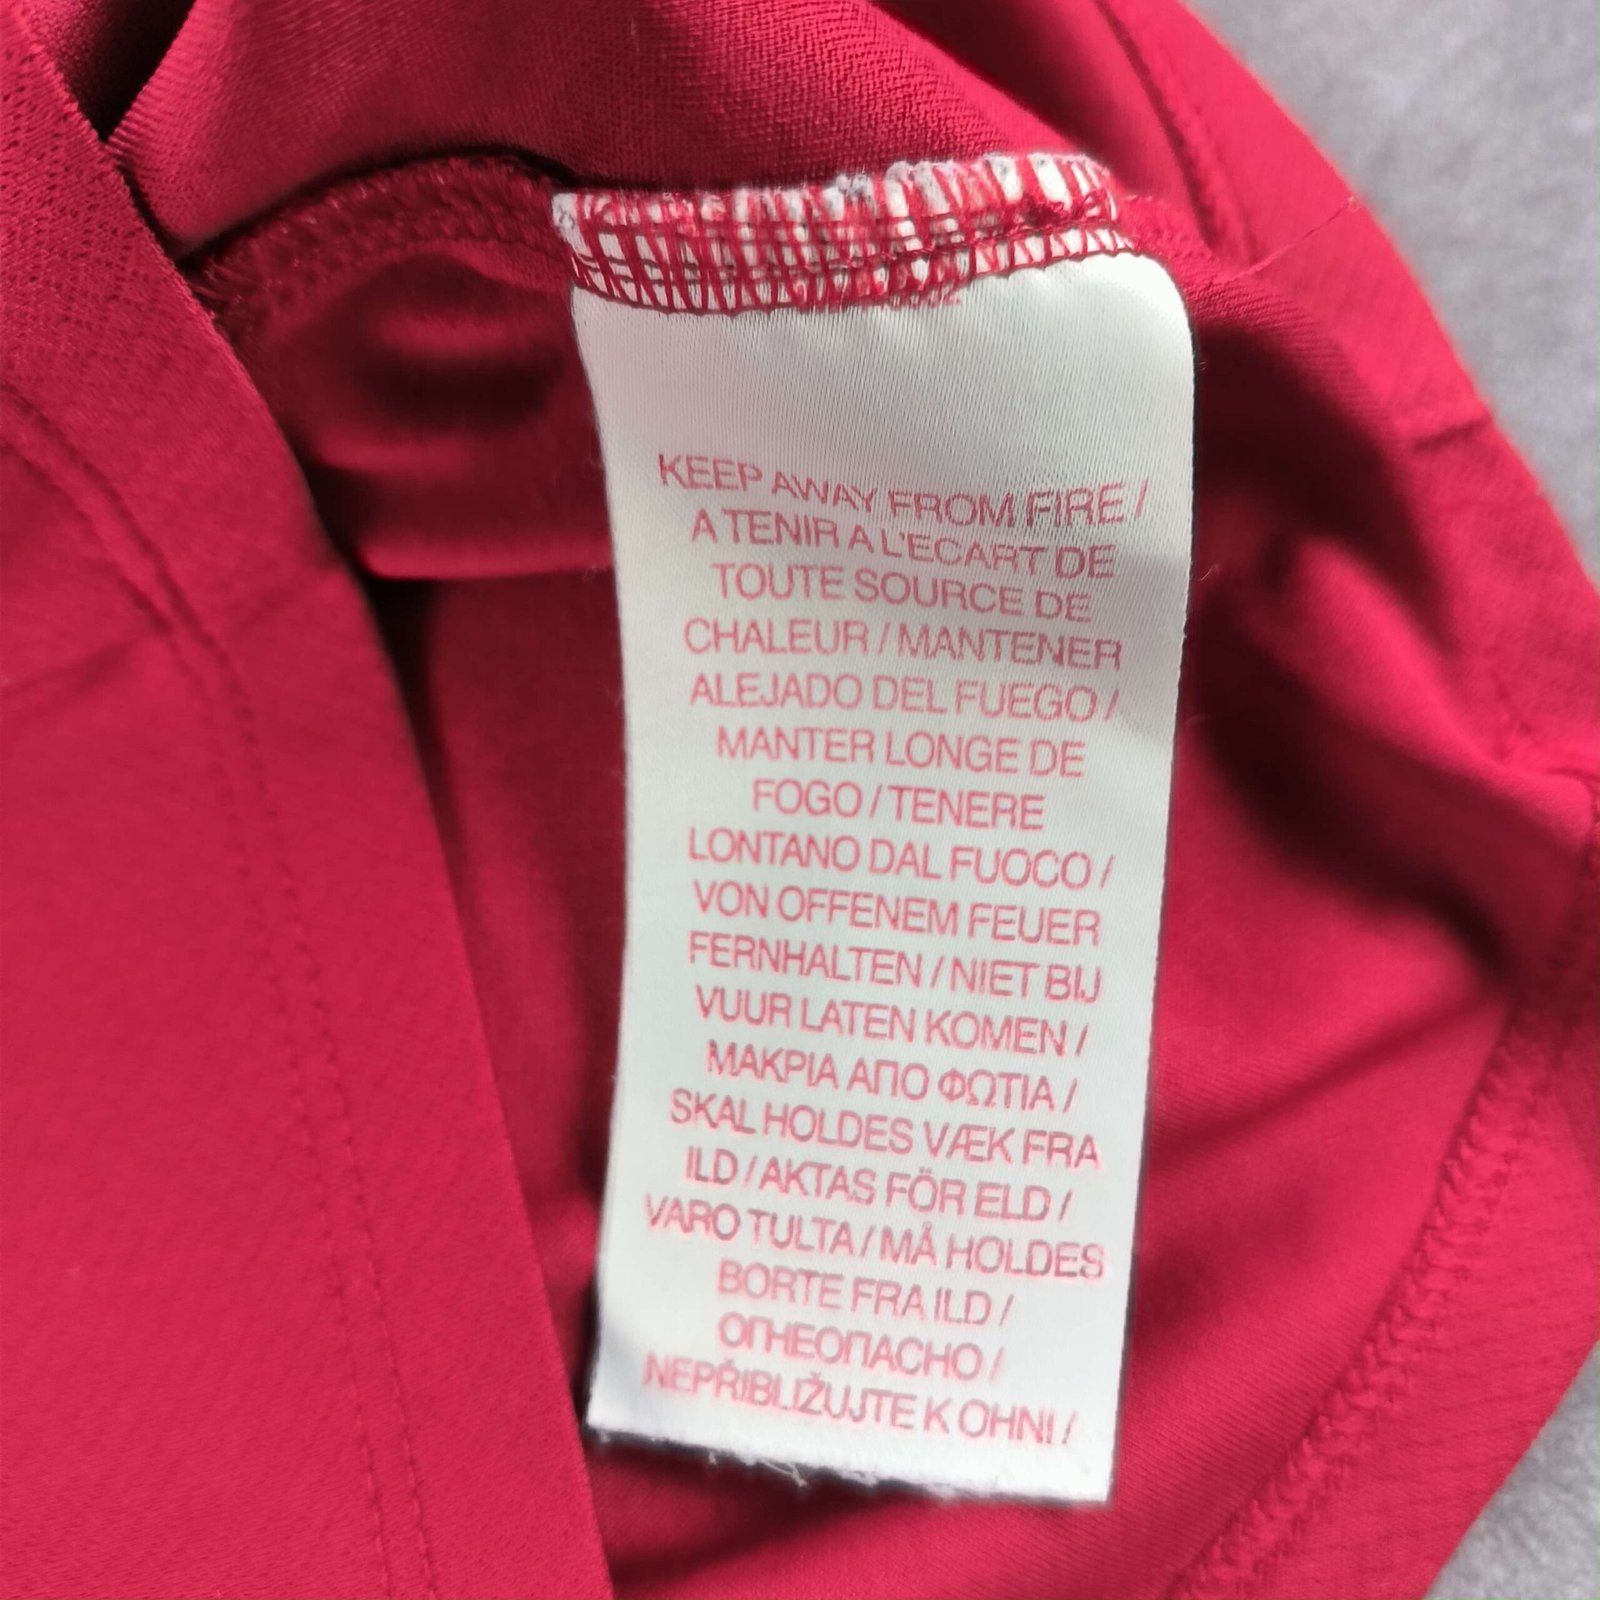 KEEP AWAY FROM FIRE /
A TENIR A L'ECART DE
TOUTE SOURCE DE
CHALEUR / MANTENER
ALEJADO DEL FUEGO /
MANTER LONGE DE
FOGO / TENERE
LONTANO DAL FUOCO /
VON OFFENEM FEUER
FERNHALTEN / NIET BIJ
VUUR LATEN KOMEN /
ΜΑΚΡΙΑ ΑΠΟ ΦΩΤΙΑ /
SKAL HOLDES VÆK FRA
ILD / AKTAS FÖR ELD /
VARO TULTA / MÅ HOLDES
BORTE FRA ILD /
ОГНЕОПАСНО /
NEPŘIBLIŽUJTE K OHNI /